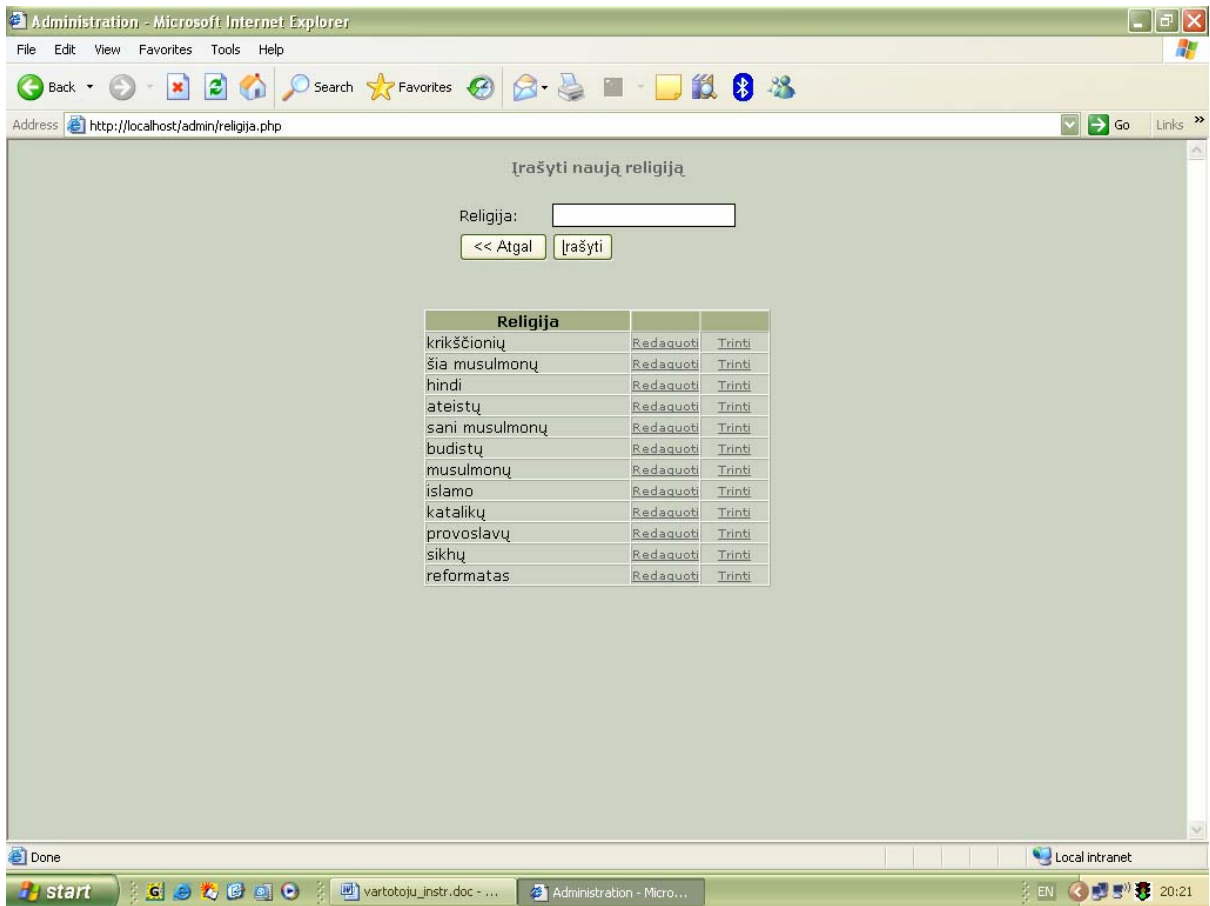 Administration - Microsoft Internet Explorer
File Edit View Favorites Tools Help
Back Search Favorites
Address http://localhost/admin/religija.php Go Links »
Įrašyti naują religiją
Religija:
<< Atgal Įrašyti
Religija
krikščionių Redaguoti Trinti
šia musulmonų Redaguoti Trinti
hindi Redaguoti Trinti
ateistų Redaguoti Trinti
sani musulmonų Redaguoti Trinti
budistų Redaguoti Trinti
musulmonų Redaguoti Trinti
islamo Redaguoti Trinti
katalikų Redaguoti Trinti
provoslavų Redaguoti Trinti
sikhų Redaguoti Trinti
reformatas Redaguoti Trinti
Done Local intranet
start vartotoju_instr.doc - ... Administration - Micro... EN 20:21